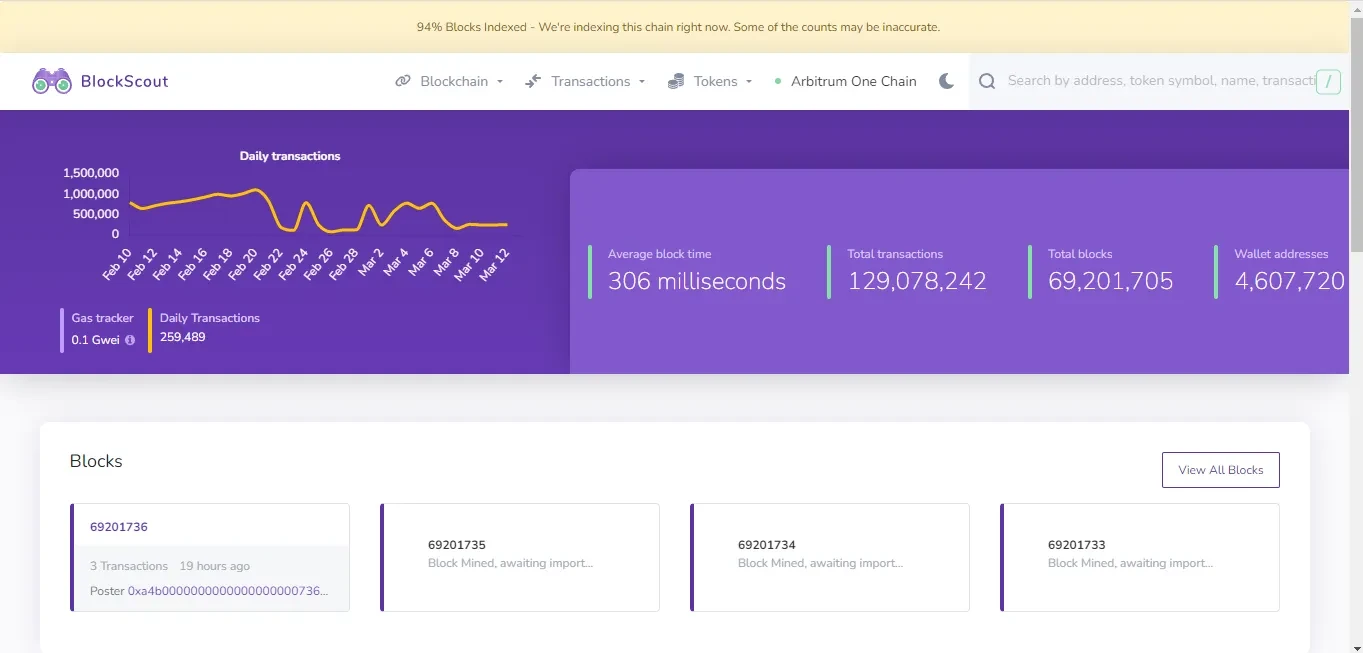 94% Blocks Indexed - We're indexing this chain right now. Some of the counts may be inaccurate.
BlockScout
Blockchain
Transactions
Tokens
Arbitrum One Chain
Search by address, token symbol, name, transacti
/
Daily transactions
1,500,000
1,000,000
500,000
0
Feb 10
Feb 12
Feb 14
Feb 16
Feb 18
Feb 20
Feb 22
Feb 24
Feb 26
Feb 28
Mar 2
Mar 4
Mar 6
Mar 8
Mar 10
Mar 12
Gas tracker
0.1 Gwei
Daily Transactions
259,489
Average block time
306 milliseconds
Total transactions
129,078,242
Total blocks
69,201,705
Wallet addresses
4,607,720
Blocks
View All Blocks
69201736
3 Transactions 19 hours ago
Poster 0xa4b0000000000000000000736...
69201735
Block Mined, awaiting import...
69201734
Block Mined, awaiting import...
69201733
Block Mined, awaiting import...